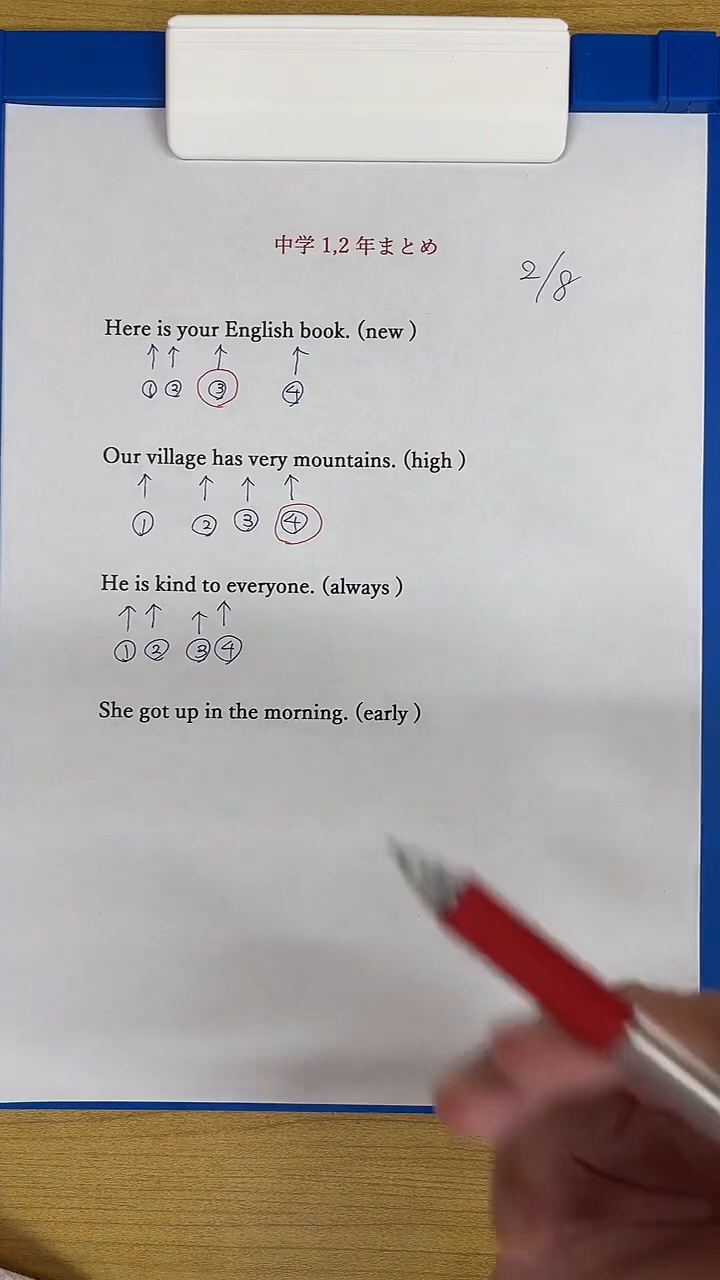 中学1,2年まとめ
2/8
Here is your English book. (new )
↑ ↑ ↑ ↑
① ② ③ ④
Our village has very mountains. (high )
↑ ↑ ↑ ↑
① ② ③ ④
He is kind to everyone. (always )
↑ ↑ ↑ ↑
① ② ③ ④
She got up in the morning. (early )